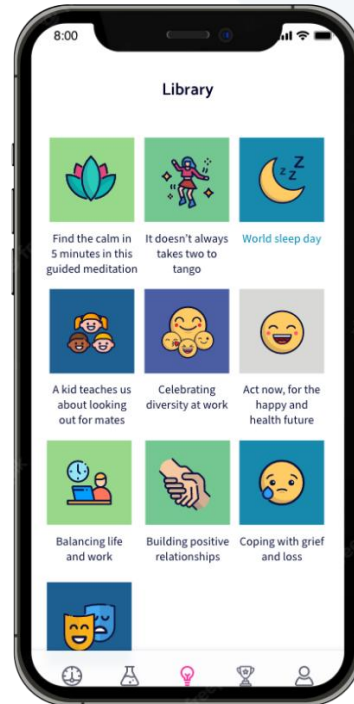 8:00
Library
z Z
Z
Find the calm in
5 minutes in this
guided meditation
It doesn't always
takes two to
tango
World sleep day
A kid teaches us
about looking
out for mates
Celebrating
diversity at work
Act now, for the
happy and
health future
Balancing life
and work
Building positive
relationships
Coping with grief
and loss